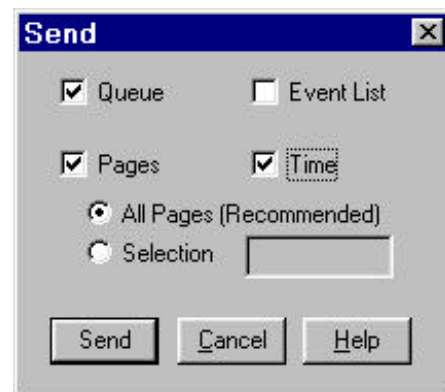 Send
Queue Event List
Pages Time
All Pages (Recommended)
Selection
Send Cancel Help